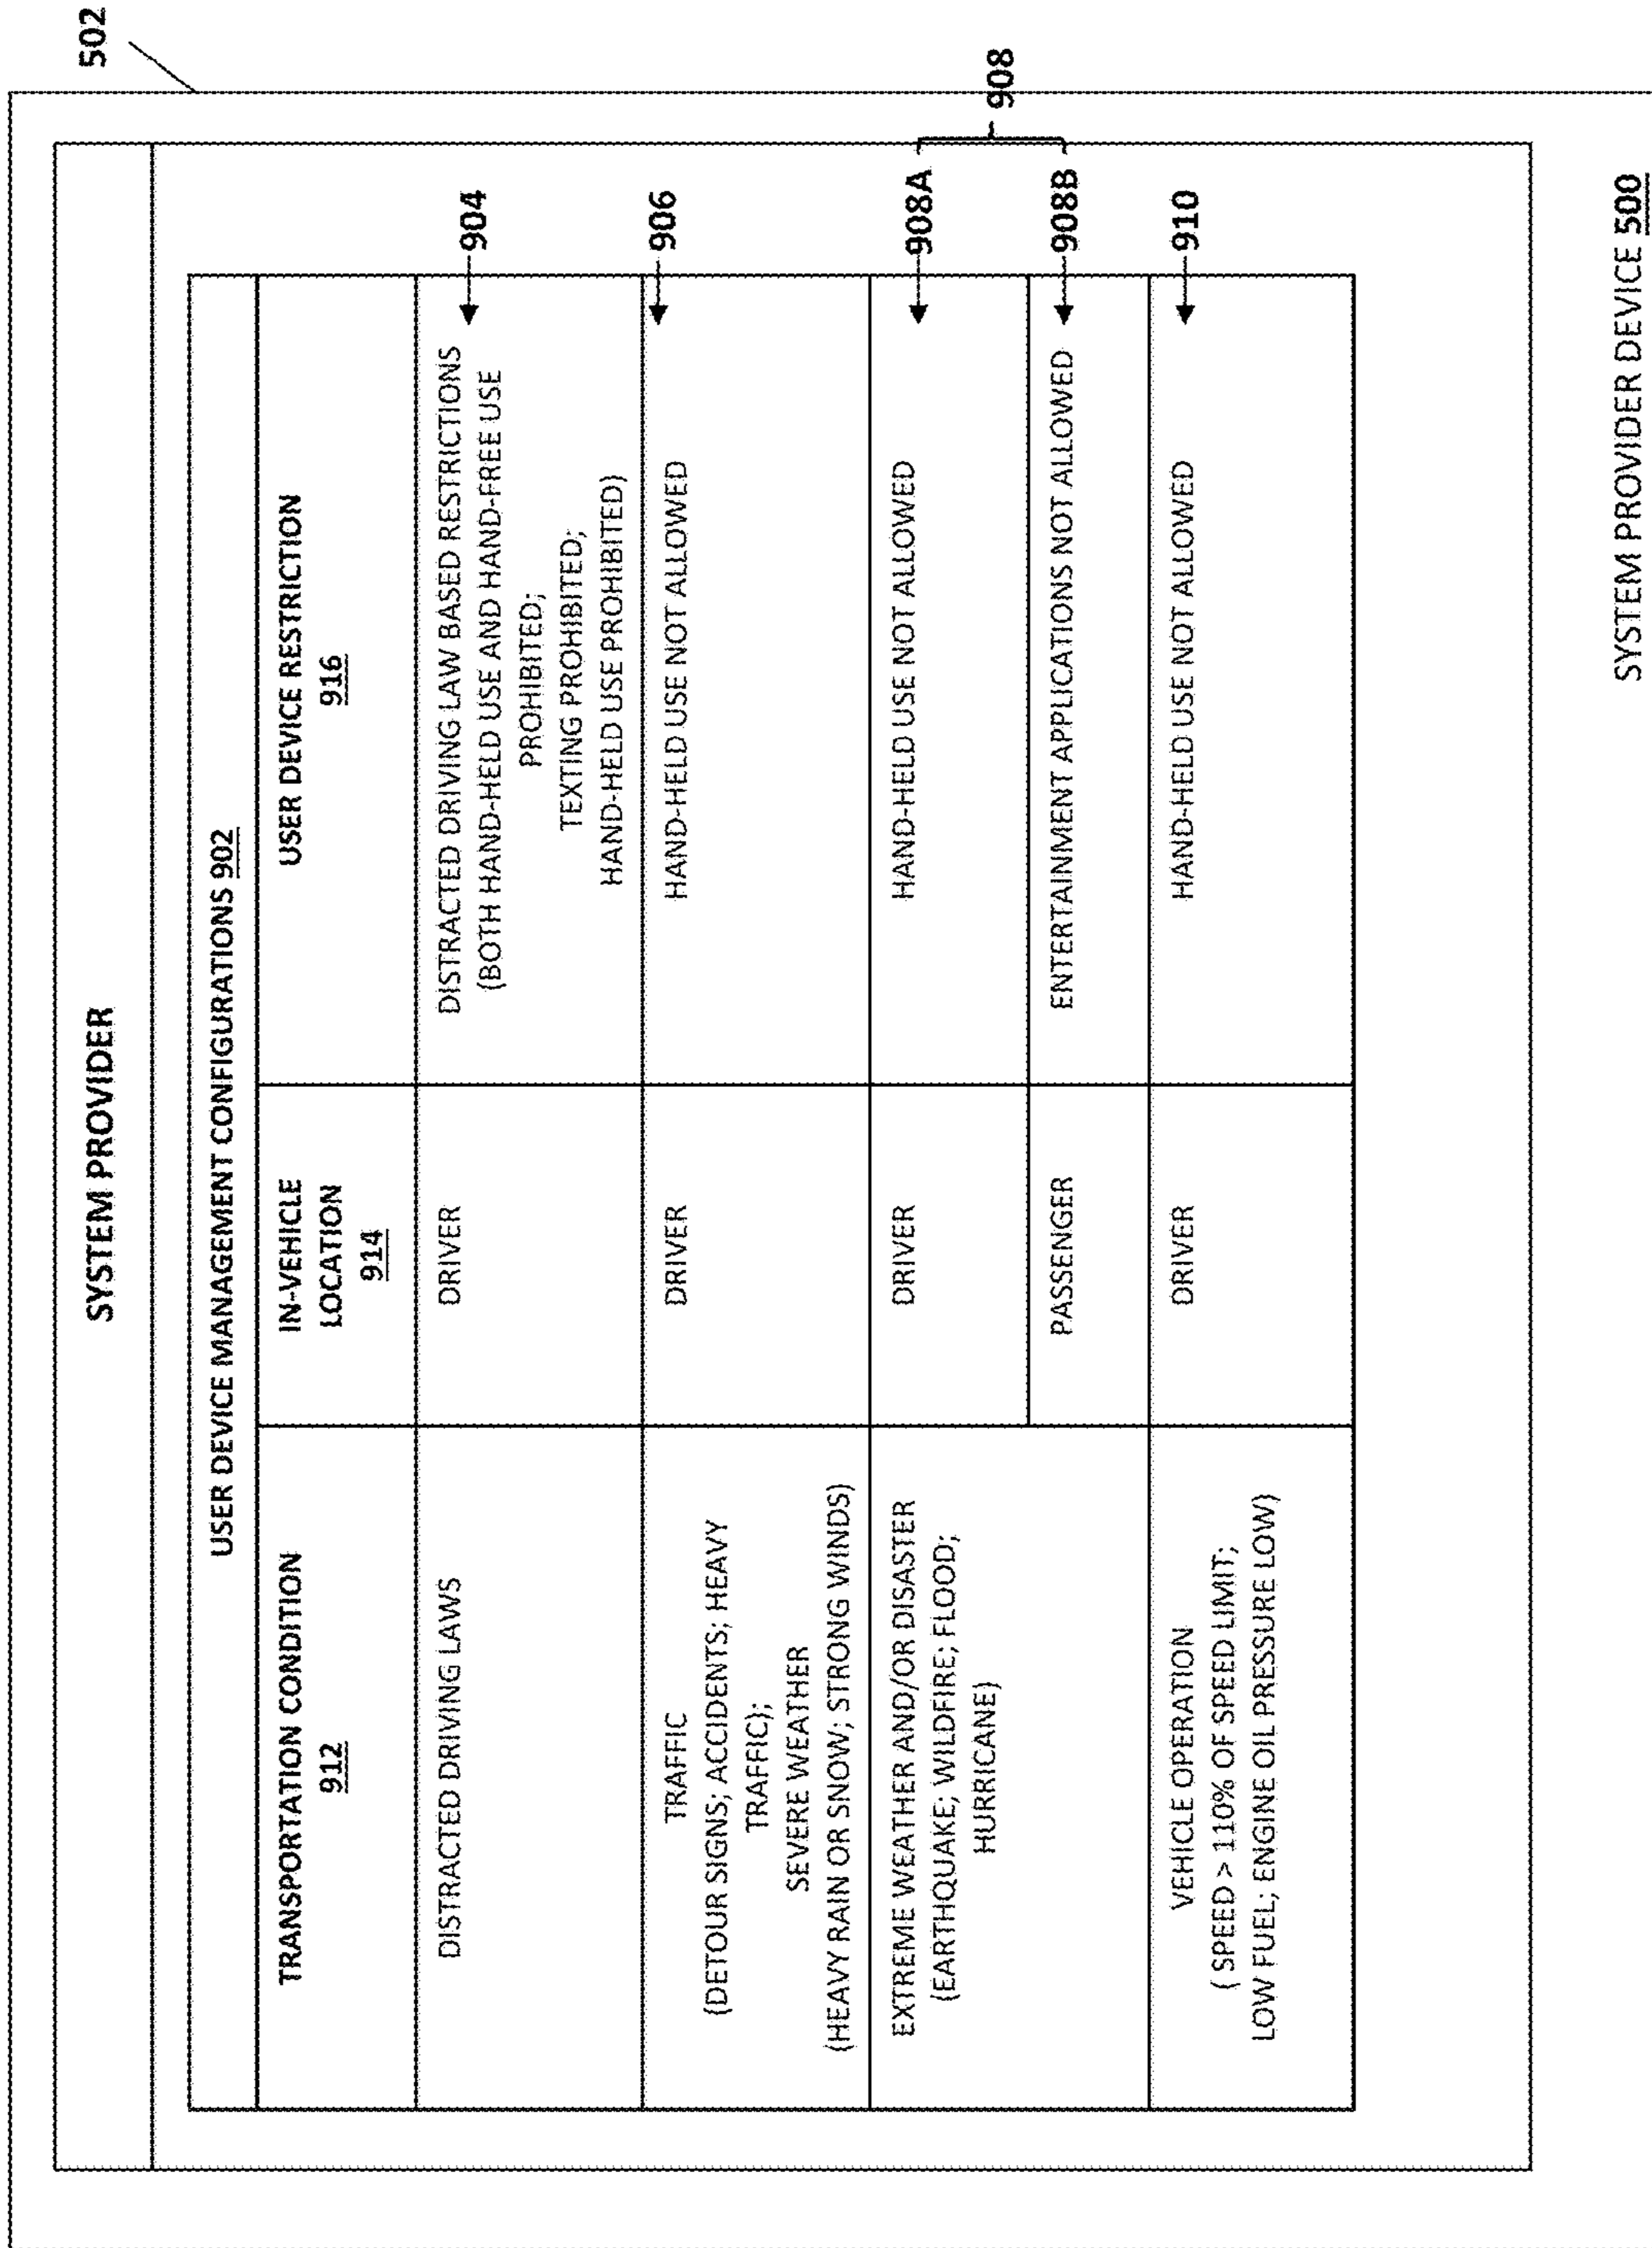 502
SYSTEM PROVIDER
USER DEVICE MANAGEMENT CONFIGURATIONS 902
TRANSPORTATION CONDITION
912
IN-VEHICLE
LOCATION
914
USER DEVICE RESTRICTION
916
DISTRACTED DRIVING LAWS
DRIVER
DISTRACTED DRIVING LAW BASED RESTRICTIONS
(BOTH HAND-HELD USE AND HAND-FREE USE
PROHIBITED;
TEXTING PROHIBITED;
HAND-HELD USE PROHIBITED)
904
TRAFFIC
(DETOUR SIGNS; ACCIDENTS; HEAVY
TRAFFIC);
SEVERE WEATHER
(HEAVY RAIN OR SNOW; STRONG WINDS)
DRIVER
HAND-HELD USE NOT ALLOWED
906
EXTREME WEATHER AND/OR DISASTER
(EARTHQUAKE; WILDFIRE; FLOOD;
HURRICANE)
DRIVER
HAND-HELD USE NOT ALLOWED
908A
908
PASSENGER
ENTERTAINMENT APPLICATIONS NOT ALLOWED
908B
VEHICLE OPERATION
( SPEED > 110% OF SPEED LIMIT;
LOW FUEL; ENGINE OIL PRESSURE LOW)
DRIVER
HAND-HELD USE NOT ALLOWED
910
SYSTEM PROVIDER DEVICE 500